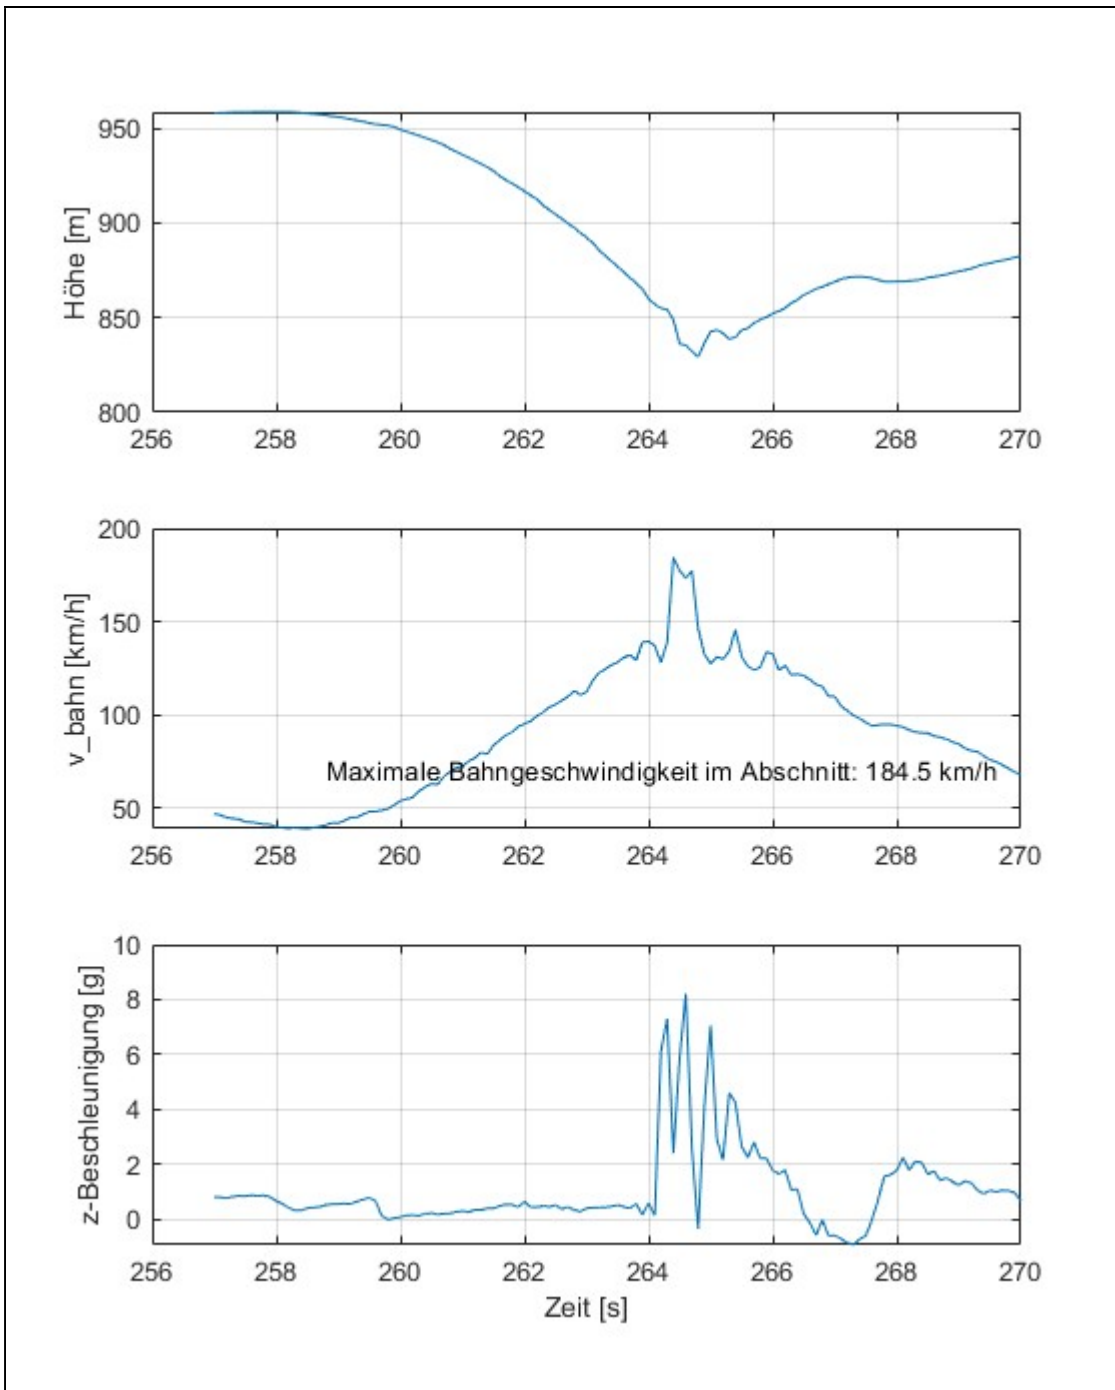 Höhe [m]
950
900
850
800
256 258 260 262 264 266 268 270
v_bahn [km/h]
200
150
100
50
Maximale Bahngeschwindigkeit im Abschnitt: 184.5 km/h
256 258 260 262 264 266 268 270
z-Beschleunigung [g]
10
8
6
4
2
0
256 258 260 262 264 266 268 270
Zeit [s]